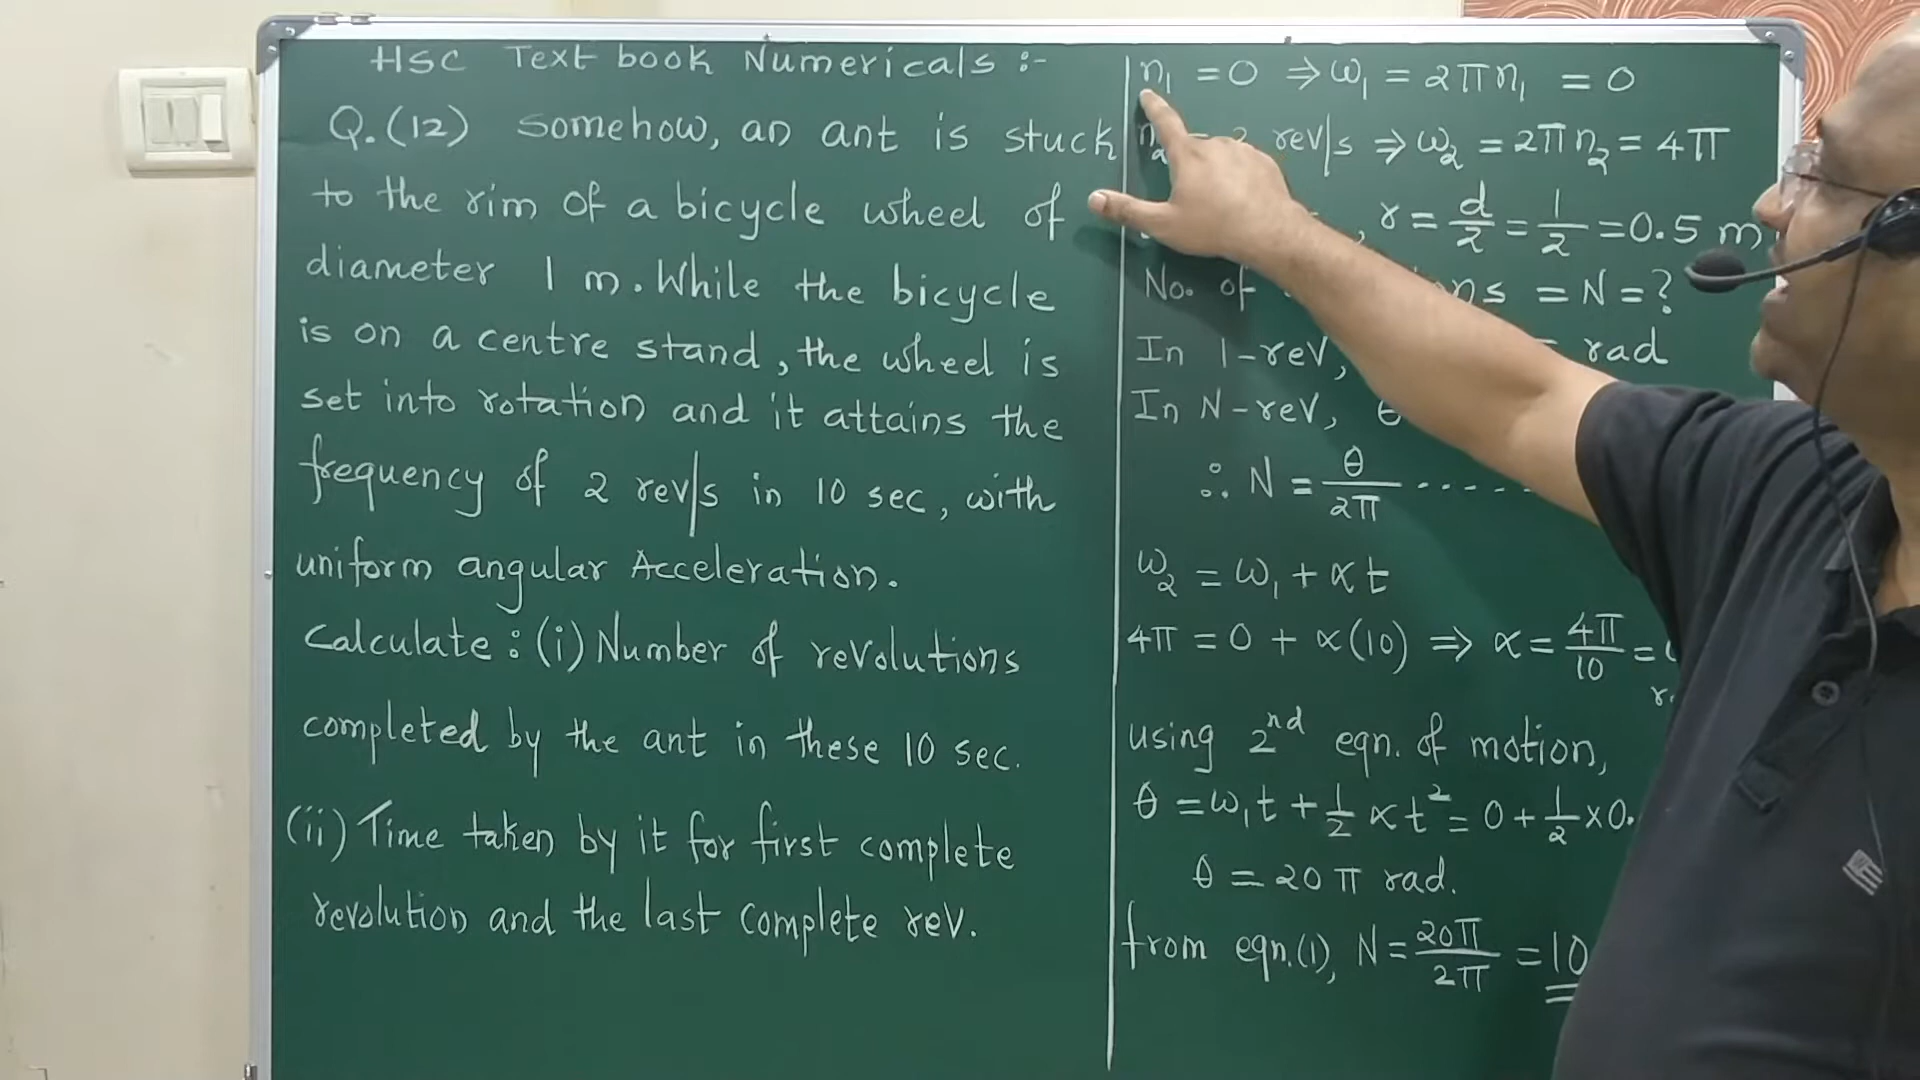 HSC Text book Numericals :-
Q.(12) Somehow, an ant is stuck
to the rim of a bicycle wheel of
diameter 1 m. While the bicycle
is on a centre stand, the wheel is
set into rotation and it attains the
frequency of 2 rev/s in 10 sec, with
uniform angular Acceleration.
Calculate : (i) Number of revolutions
completed by the ant in these 10 sec.
(ii) Time taken by it for first complete
revolution and the last complete rev.
n₁ = 0 ⇒ ω₁ = 2πn₁ = 0
n₂ = 2 rev/s ⇒ ω₂ = 2πn₂ = 4π
, r = d/2 = 1/2 = 0.5 m
No. of = N = ?
In 1-rev, rad
In N-rev, θ
∴ N = θ/2π ......
ω₂ = ω₁ + αt
4π = 0 + α(10) ⇒ α = 4π/10 =
using 2nd eqn. of motion,
θ = ω₁t + 1/2 αt² = 0 + 1/2 × 0.
θ = 20π rad.
from eqn.(1), N = 20π/2π = 10